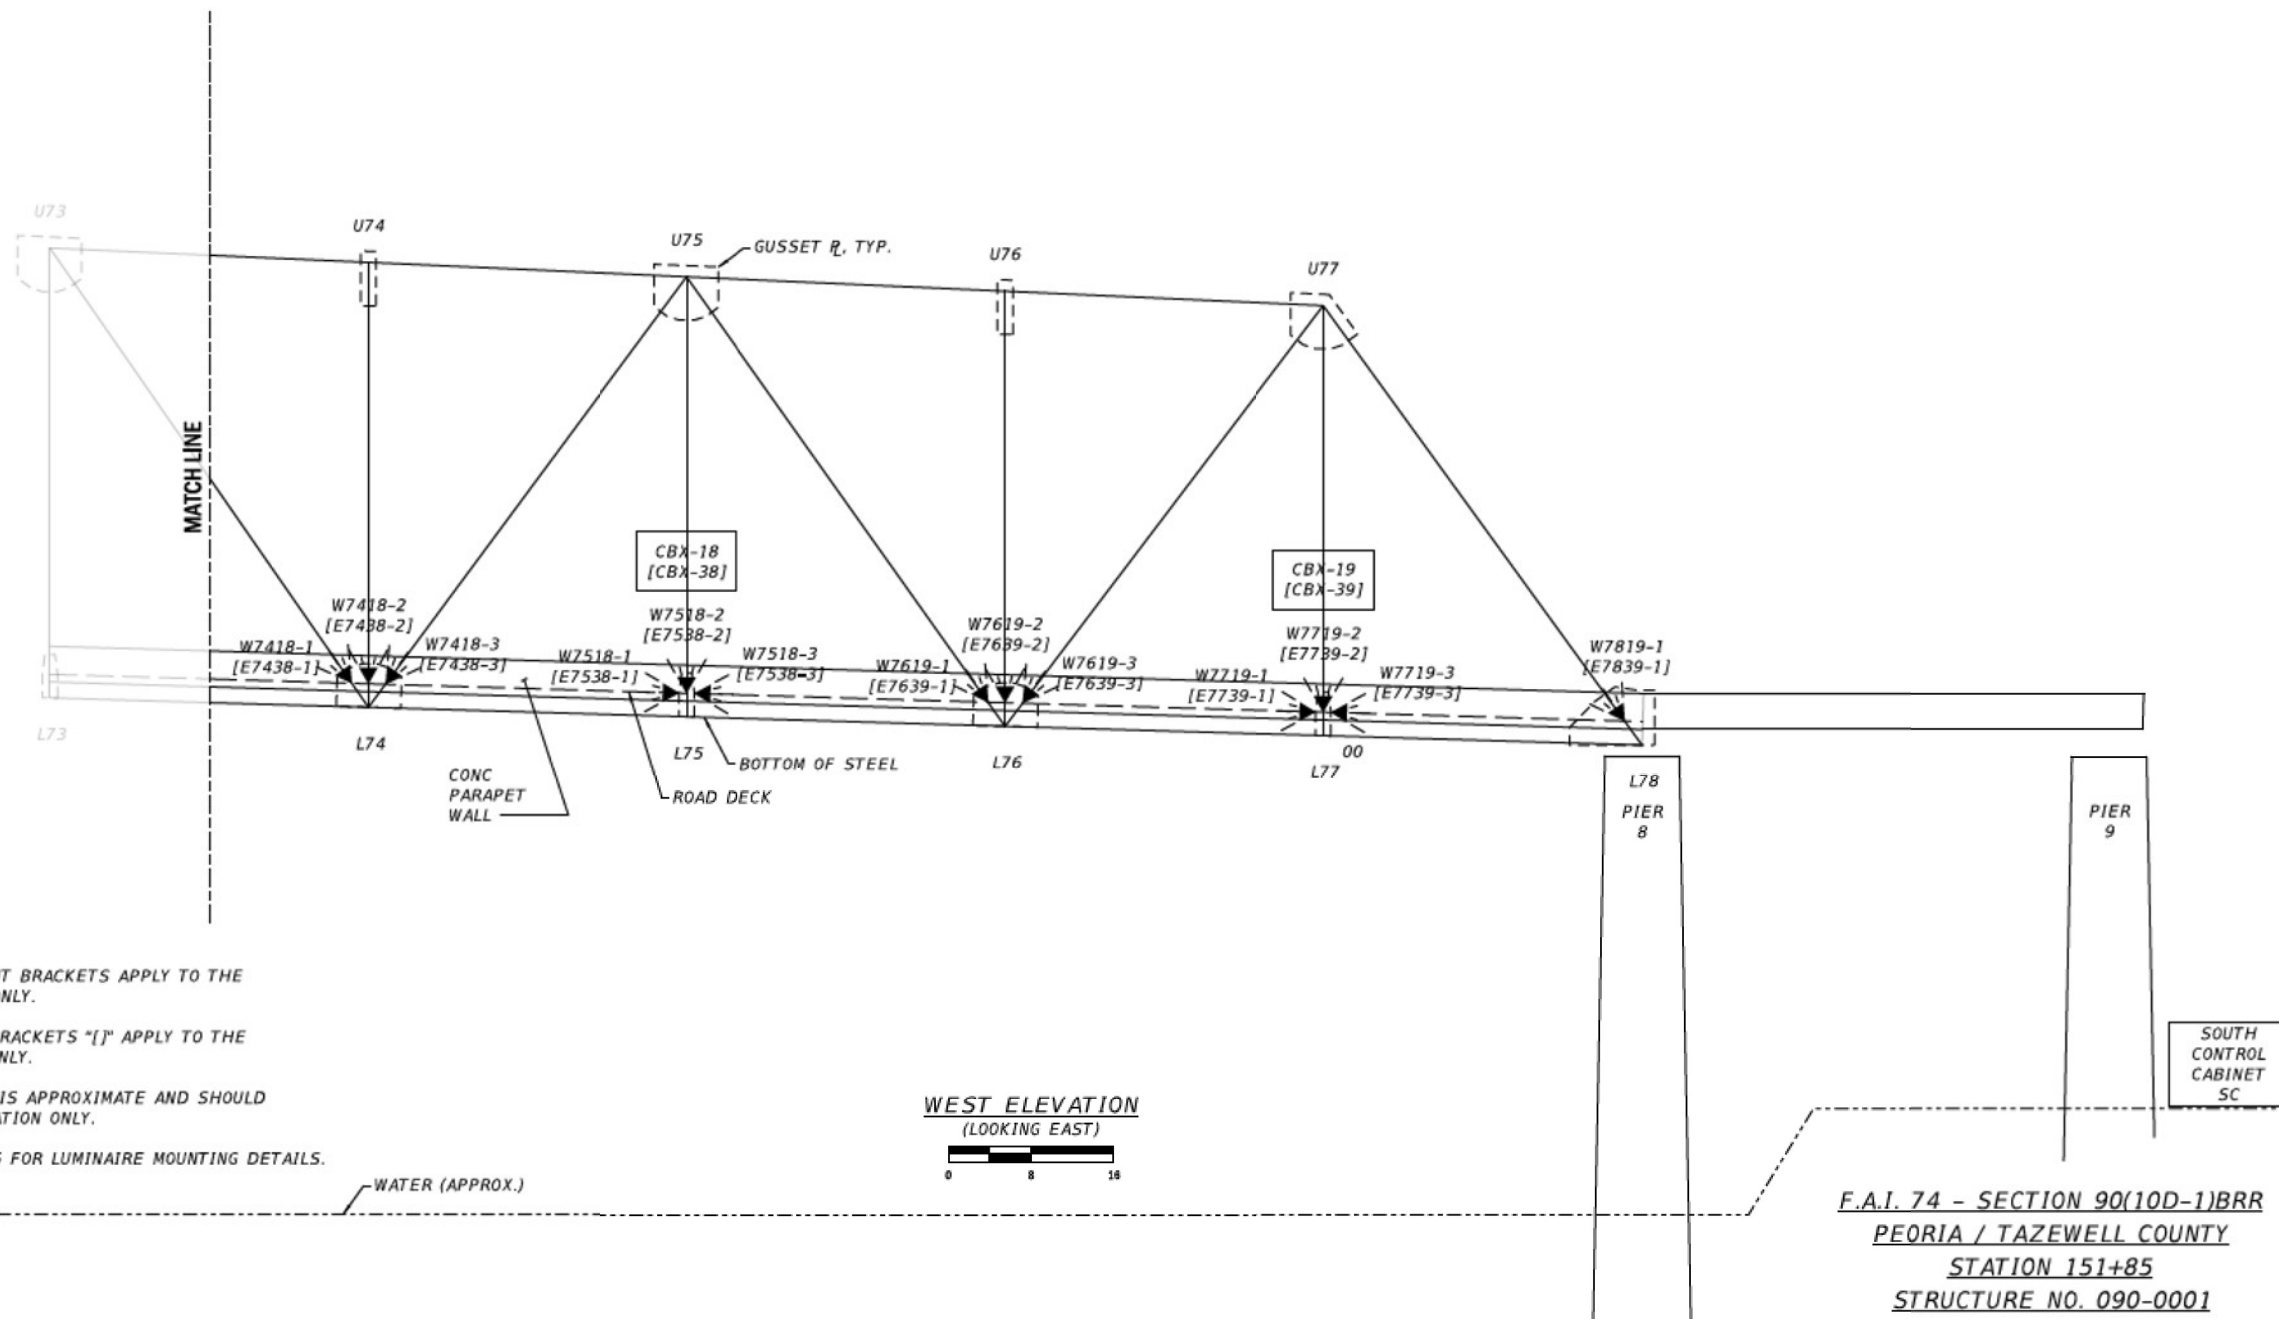 U73
U74
U75
GUSSET ℄, TYP.
U76
U77
MATCH LINE
CBX-18
[CBX-38]
CBX-19
[CBX-39]
W7418-2
[E7438-2]
W7418-1
[E7438-1]
W7418-3
[E7438-3]
W7518-2
[E7538-2]
W7518-1
[E7538-1]
W7518-3
[E7538-3]
W7619-2
[E7639-2]
W7619-1
[E7639-1]
W7619-3
[E7639-3]
W7719-2
[E7739-2]
W7719-1
[E7739-1]
W7719-3
[E7739-3]
W7819-1
[E7839-1]
L73
L74
L75
L76
L77
00
L78
BOTTOM OF STEEL
ROAD DECK
CONC
PARAPET
WALL
PIER
8
PIER
9
T BRACKETS APPLY TO THE
NLY.
RACKETS "[]" APPLY TO THE
NLY.
IS APPROXIMATE AND SHOULD
ATION ONLY.
FOR LUMINAIRE MOUNTING DETAILS.
WATER (APPROX.)
WEST ELEVATION
(LOOKING EAST)
0 8 16
SOUTH
CONTROL
CABINET
SC
F.A.I. 74 - SECTION 90(10D-1)BRR
PEORIA / TAZEWELL COUNTY
STATION 151+85
STRUCTURE NO. 090-0001